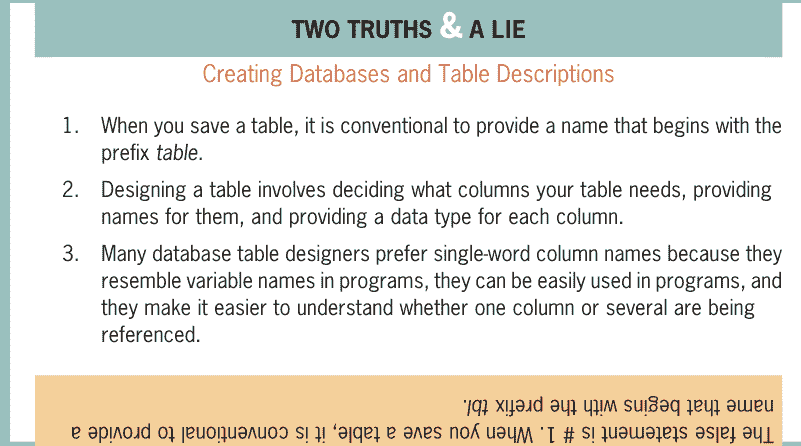 TWO TRUTHS & A LIE
Creating Databases and Table Descriptions
1. When you save a table, it is conventional to provide a name that begins with the
prefix table.
2. Designing a table involves deciding what columns your table needs, providing
names for them, and providing a data type for each column.
3. Many database table designers prefer single-word column names because they
resemble variable names in programs, they can be easily used in programs, and
they make it easier to understand whether one column or several are being
referenced.
The false statement is # 1. When you save a table, it is conventional to provide a
name that begins with the prefix tbl.